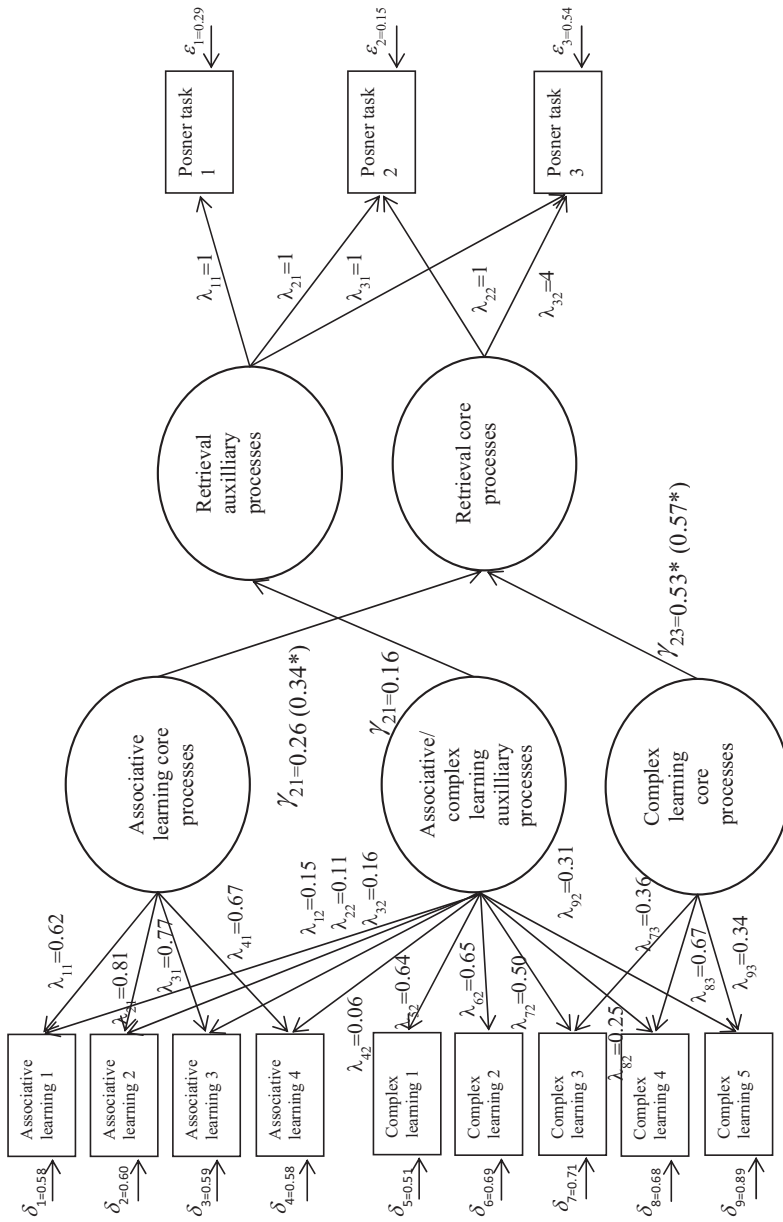 δ1=0.58
δ2=0.60
δ3=0.59
δ4=0.58
δ5=0.51
δ6=0.69
δ7=0.71
δ8=0.68
δ9=0.89
Associative
learning 1
Associative
learning 2
Associative
learning 3
Associative
learning 4
Complex
learning 1
Complex
learning 2
Complex
learning 3
Complex
learning 4
Complex
learning 5
λ11=0.62
λ21=0.81
λ31=0.77
λ41=0.67
λ12=0.15
λ22=0.11
λ32=0.16
λ42=0.06
λ52=0.64
λ62=0.65
λ72=0.50
λ82=0.25
λ92=0.31
λ73=0.36
λ83=0.67
λ93=0.34
Associative
learning core
processes
Associative/
complex
learning
auxilliary
processes
Complex
learning
core
processes
γ21=0.26 (0.34*)
γ21=0.16
γ23=0.53* (0.57*)
Retrieval
auxilliary
processes
Retrieval core
processes
λ11=1
λ21=1
λ31=1
λ22=1
λ32=4
Posner task
1
Posner task
2
Posner task
3
ε1=0.29
ε2=0.15
ε3=0.54